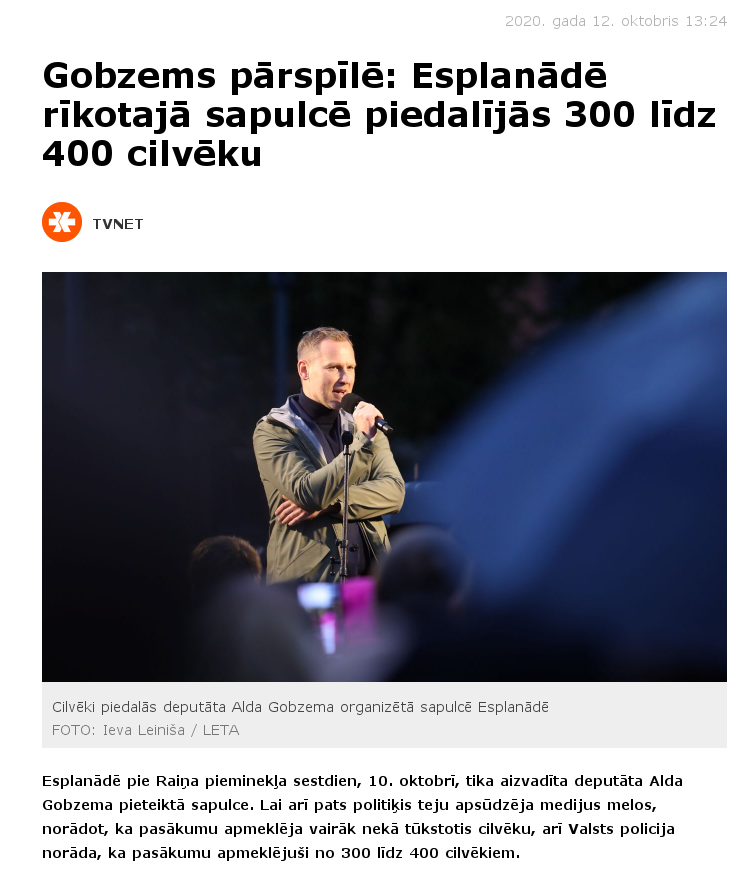 2020. gada 12. oktobris 13:24
Gobzems pārspīlē: Esplanādē
rīkotajā sapulcē piedalījās 300 līdz
400 cilvēku
TVNET
Cilvēki piedalās deputāta Alda Gobzema organizētā sapulcē Esplanādē
FOTO: Ieva Leiniša / LETA
Esplanādē pie Raiņa pieminekļa sestdien, 10. oktobrī, tika aizvadīta deputāta Alda
Gobzema pieteiktā sapulce. Lai arī pats politiķis teju apsūdzēja medijus melos,
norādot, ka pasākumu apmeklēja vairāk nekā tūkstotis cilvēku, arī Valsts policija
norāda, ka pasākumu apmeklējuši no 300 līdz 400 cilvēkiem.